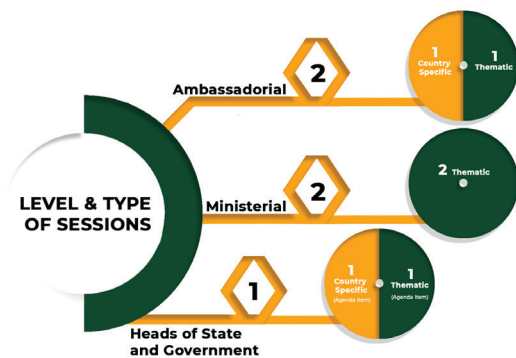 LEVEL & TYPE
OF SESSIONS
Ambassadorial
2
1
Country
Specific
1
Thematic
Ministerial
2
2 Thematic
Heads of State
and Government
1
1
Country
Specific
(Agenda Item)
1
Thematic
(Agenda Item)